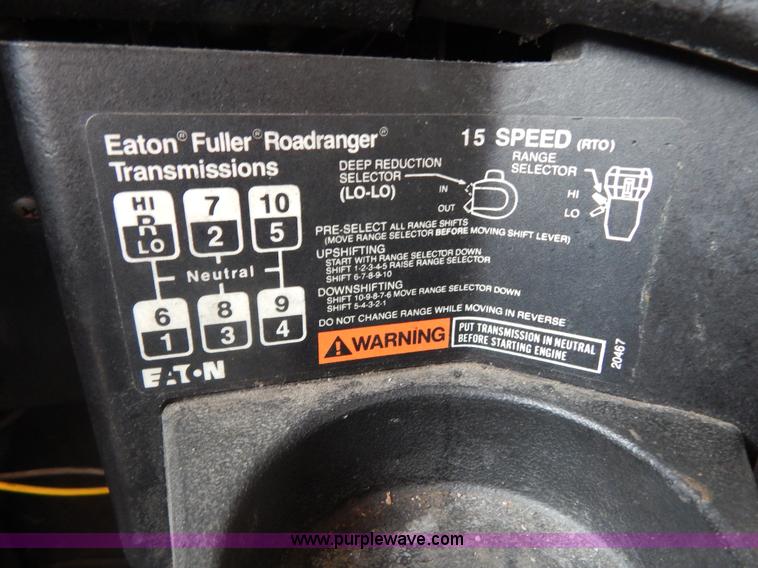 Eaton® Fuller® Roadranger® 15 SPEED (RTO)
Transmissions
DEEP REDUCTION
SELECTOR
(LO-LO)
IN
OUT
RANGE
SELECTOR
HI
LO
HI 7 10
R
LO 2 5
Neutral
6 8 9
1 3 4
PRE-SELECT ALL RANGE SHIFTS
(MOVE RANGE SELECTOR BEFORE MOVING SHIFT LEVER)
UPSHIFTING
START WITH RANGE SELECTOR DOWN
SHIFT 1-2-3-4-5 RAISE RANGE SELECTOR
SHIFT 6-7-8-9-10
DOWNSHIFTING
SHIFT 10-9-8-7-6 MOVE RANGE SELECTOR DOWN
SHIFT 5-4-3-2-1
DO NOT CHANGE RANGE WHILE MOVING IN REVERSE
WARNING
PUT TRANSMISSION IN NEUTRAL
BEFORE STARTING ENGINE
20467
EATON
www.purplewave.com